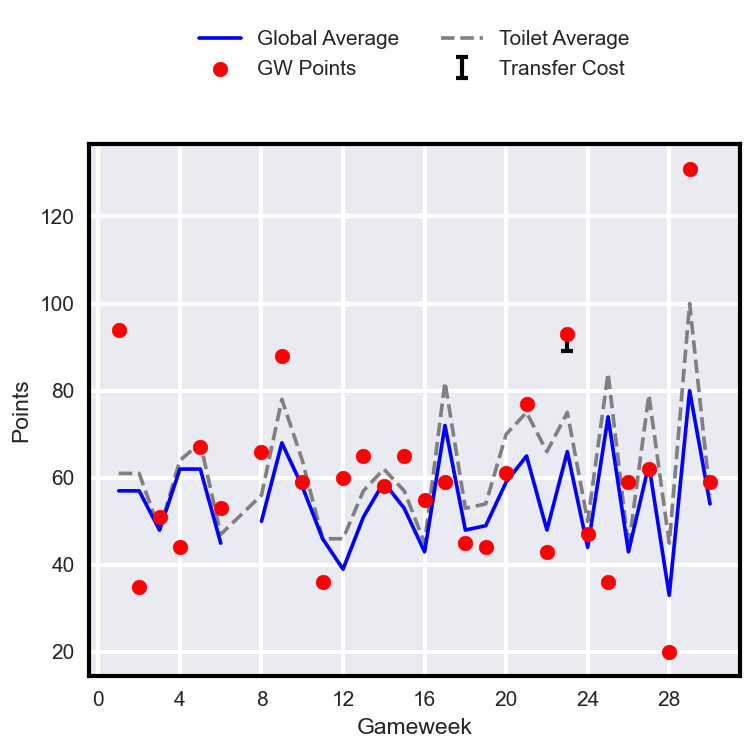 Global Average
Toilet Average
GW Points
Transfer Cost
120
100
80
60
40
20
Points
0 4 8 12 16 20 24 28
Gameweek